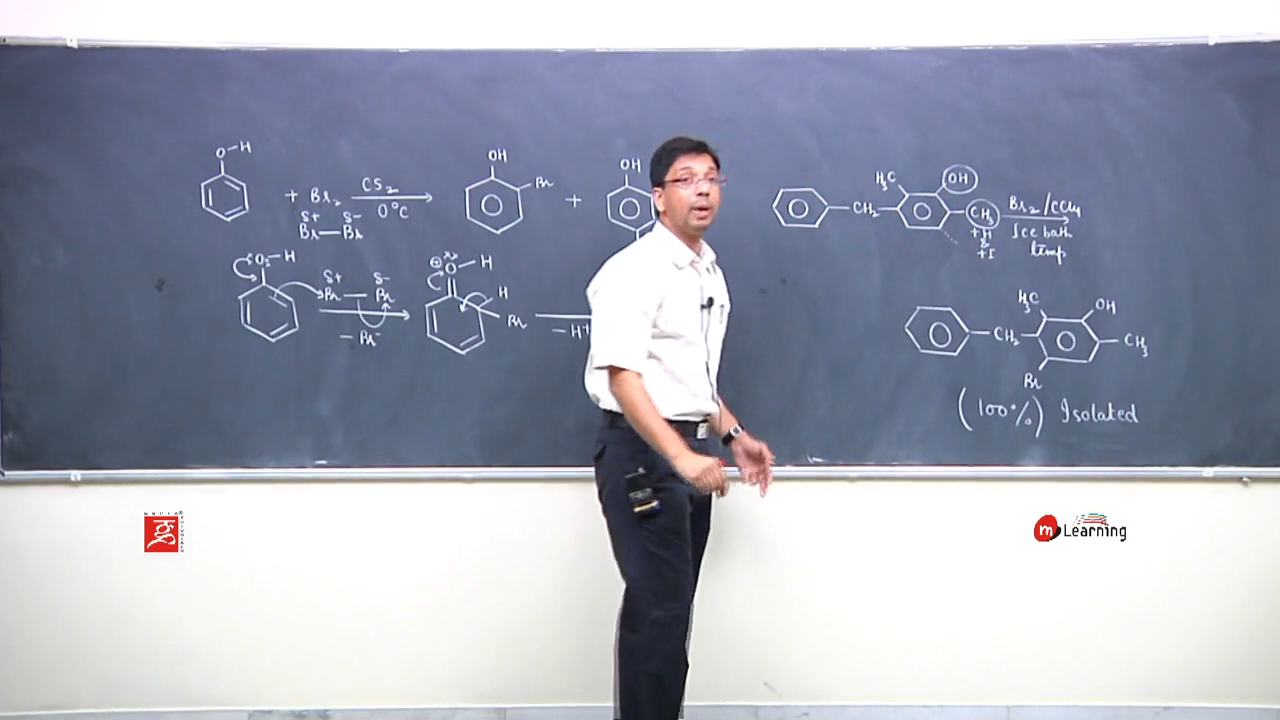 O-H
+ Br₂ CS₂ 0°C
δ+ δ-
Br—Br
OH
Br
+
OH
O-H
δ+ δ-
Br — Br
- Br⁻
⊕
O-H
H
Br
-H+
CH₂
H₃C
OH
CH₃
+H
&
+I
Br₂/CCl₄
Ice bath
temp
CH₂
H₃C
OH
CH₃
Br
(100%) Isolated
GUPTA
m Learning